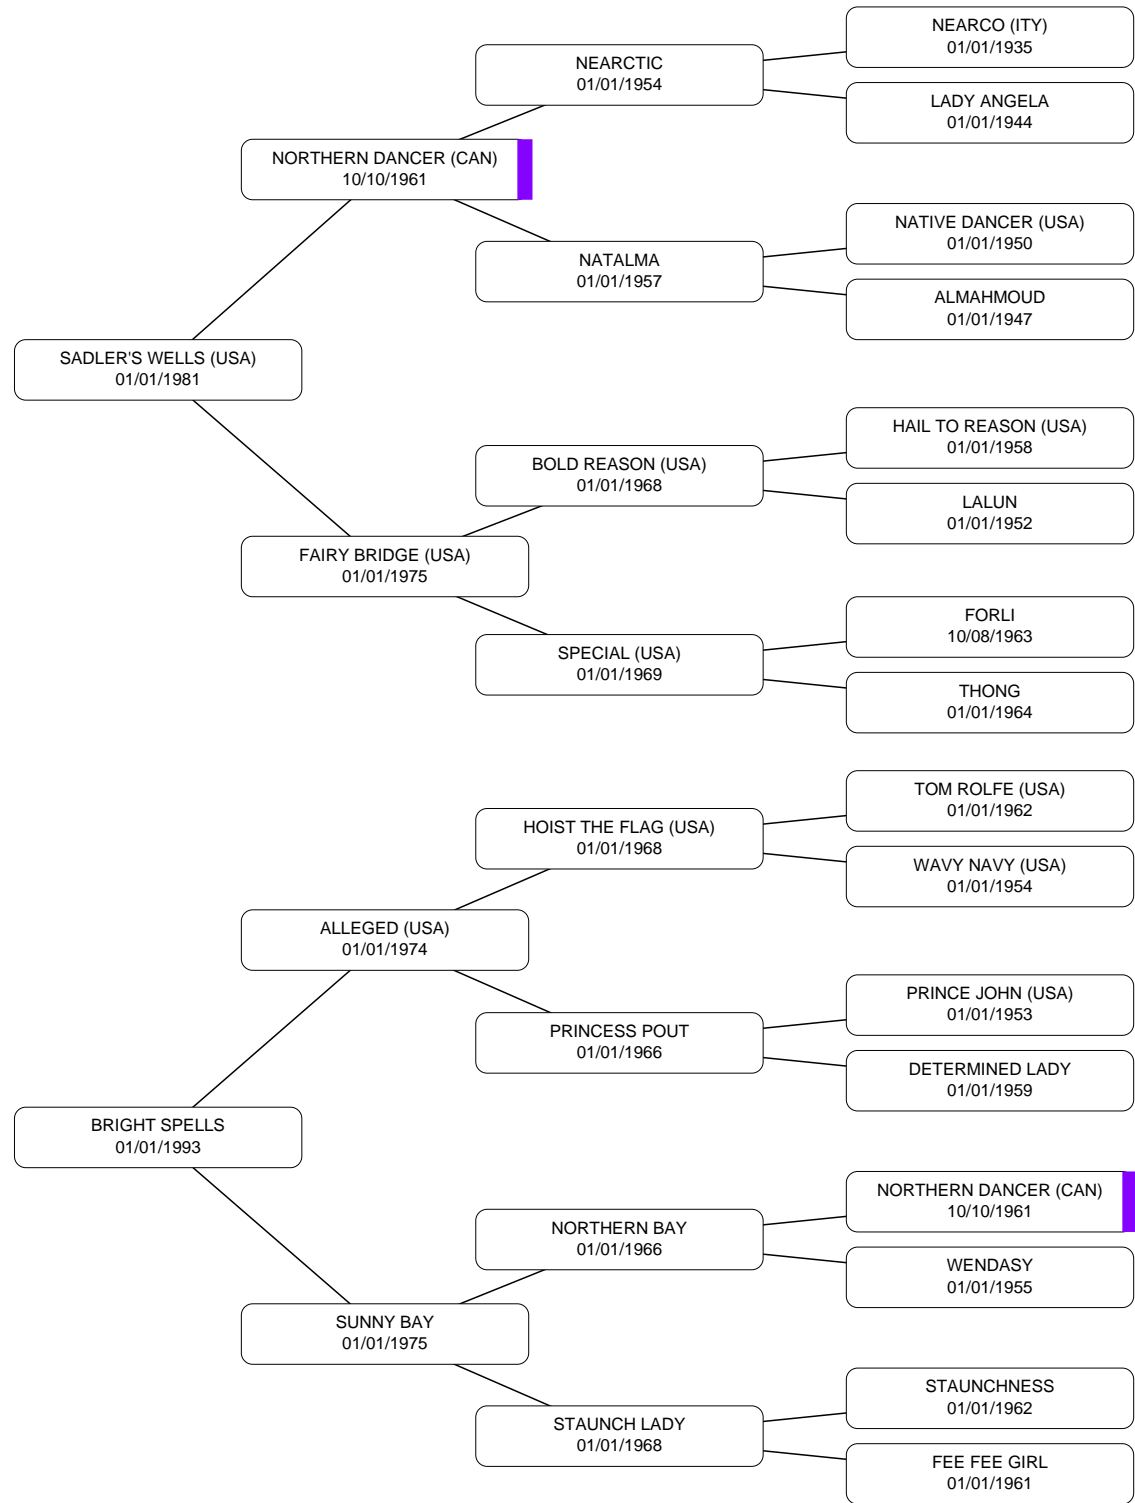 NEARCO (ITY)
01/01/1935
NEARCTIC
01/01/1954
LADY ANGELA
01/01/1944
NORTHERN DANCER (CAN)
10/10/1961
NATIVE DANCER (USA)
01/01/1950
NATALMA
01/01/1957
ALMAHMOUD
01/01/1947
SADLER'S WELLS (USA)
01/01/1981
HAIL TO REASON (USA)
01/01/1958
BOLD REASON (USA)
01/01/1968
LALUN
01/01/1952
FAIRY BRIDGE (USA)
01/01/1975
FORLI
10/08/1963
SPECIAL (USA)
01/01/1969
THONG
01/01/1964
TOM ROLFE (USA)
01/01/1962
HOIST THE FLAG (USA)
01/01/1968
WAVY NAVY (USA)
01/01/1954
ALLEGED (USA)
01/01/1974
PRINCE JOHN (USA)
01/01/1953
PRINCESS POUT
01/01/1966
DETERMINED LADY
01/01/1959
BRIGHT SPELLS
01/01/1993
NORTHERN DANCER (CAN)
10/10/1961
NORTHERN BAY
01/01/1966
WENDASY
01/01/1955
SUNNY BAY
01/01/1975
STAUNCHNESS
01/01/1962
STAUNCH LADY
01/01/1968
FEE FEE GIRL
01/01/1961